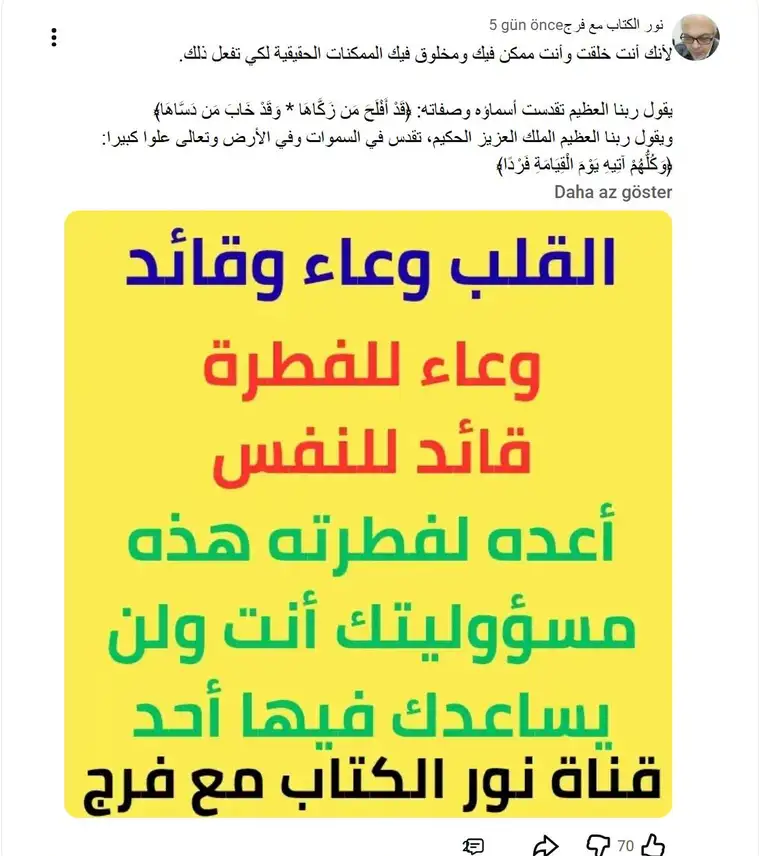 نور الكتاب مع فرج 5 gün önce
لأنك أنت خلقت وأنت ممكن فيك ومخلوق فيك الممكنات الحقيقية لكي تفعل ذلك.
يقول ربنا العظيم تقدست أسماؤه وصفاته: ﴿قَدْ أَفْلَحَ مَن زَكَّاهَا * وَقَدْ خَابَ مَن دَسَّاهَا﴾
ويقول ربنا العظيم الملك العزيز الحكيم، تقدس في السموات وفي الأرض وتعالى علوا كبيرا:
﴿وَكُلُّهُمْ آتِيهِ يَوْمَ الْقِيَامَةِ فَرْدًا﴾
Daha az göster
القلب وعاء وقائد
وعاء للفطرة
قائد للنفس
أعده لفطرته هذه
مسؤوليتك أنت ولن
يساعدك فيها أحد
قناة نور الكتاب مع فرج
70
2